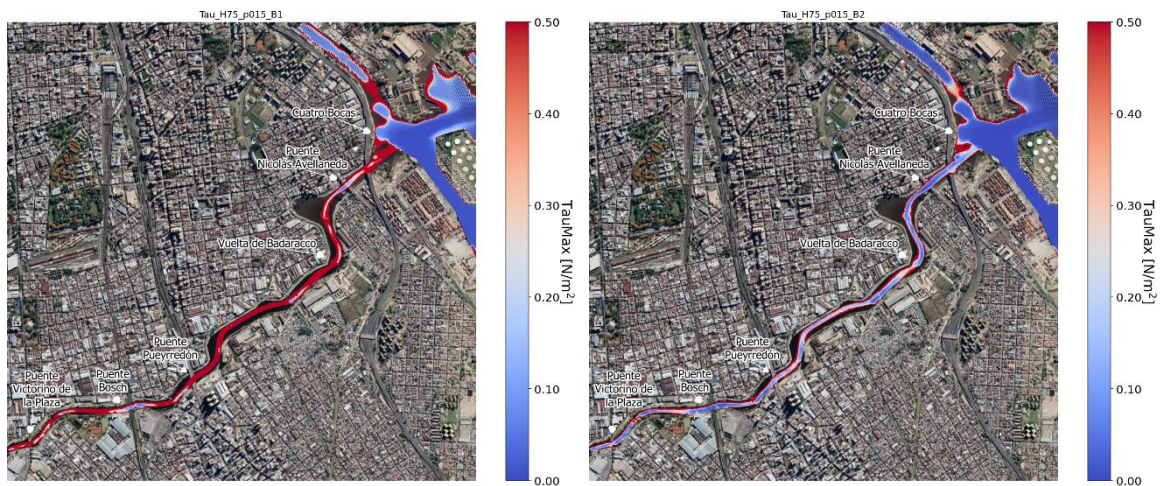 Tau_H75_p015_B1
Cuatro Bocas
Puente
Nicolás Avellaneda
Vuelta de Badaracco
Puente
Pueyrredón
Puente
Bosch
Puente
Victorino de
la Plaza
0.50
0.40
0.30
0.20
0.10
0.00
TauMax [N/m²]
Tau_H75_p015_B2
Cuatro Bocas
Puente
Nicolás Avellaneda
Vuelta de Badaracco
Puente
Pueyrredón
Puente
Bosch
Puente
Victorino de
la Plaza
0.50
0.40
0.30
0.20
0.10
0.00
TauMax [N/m²]